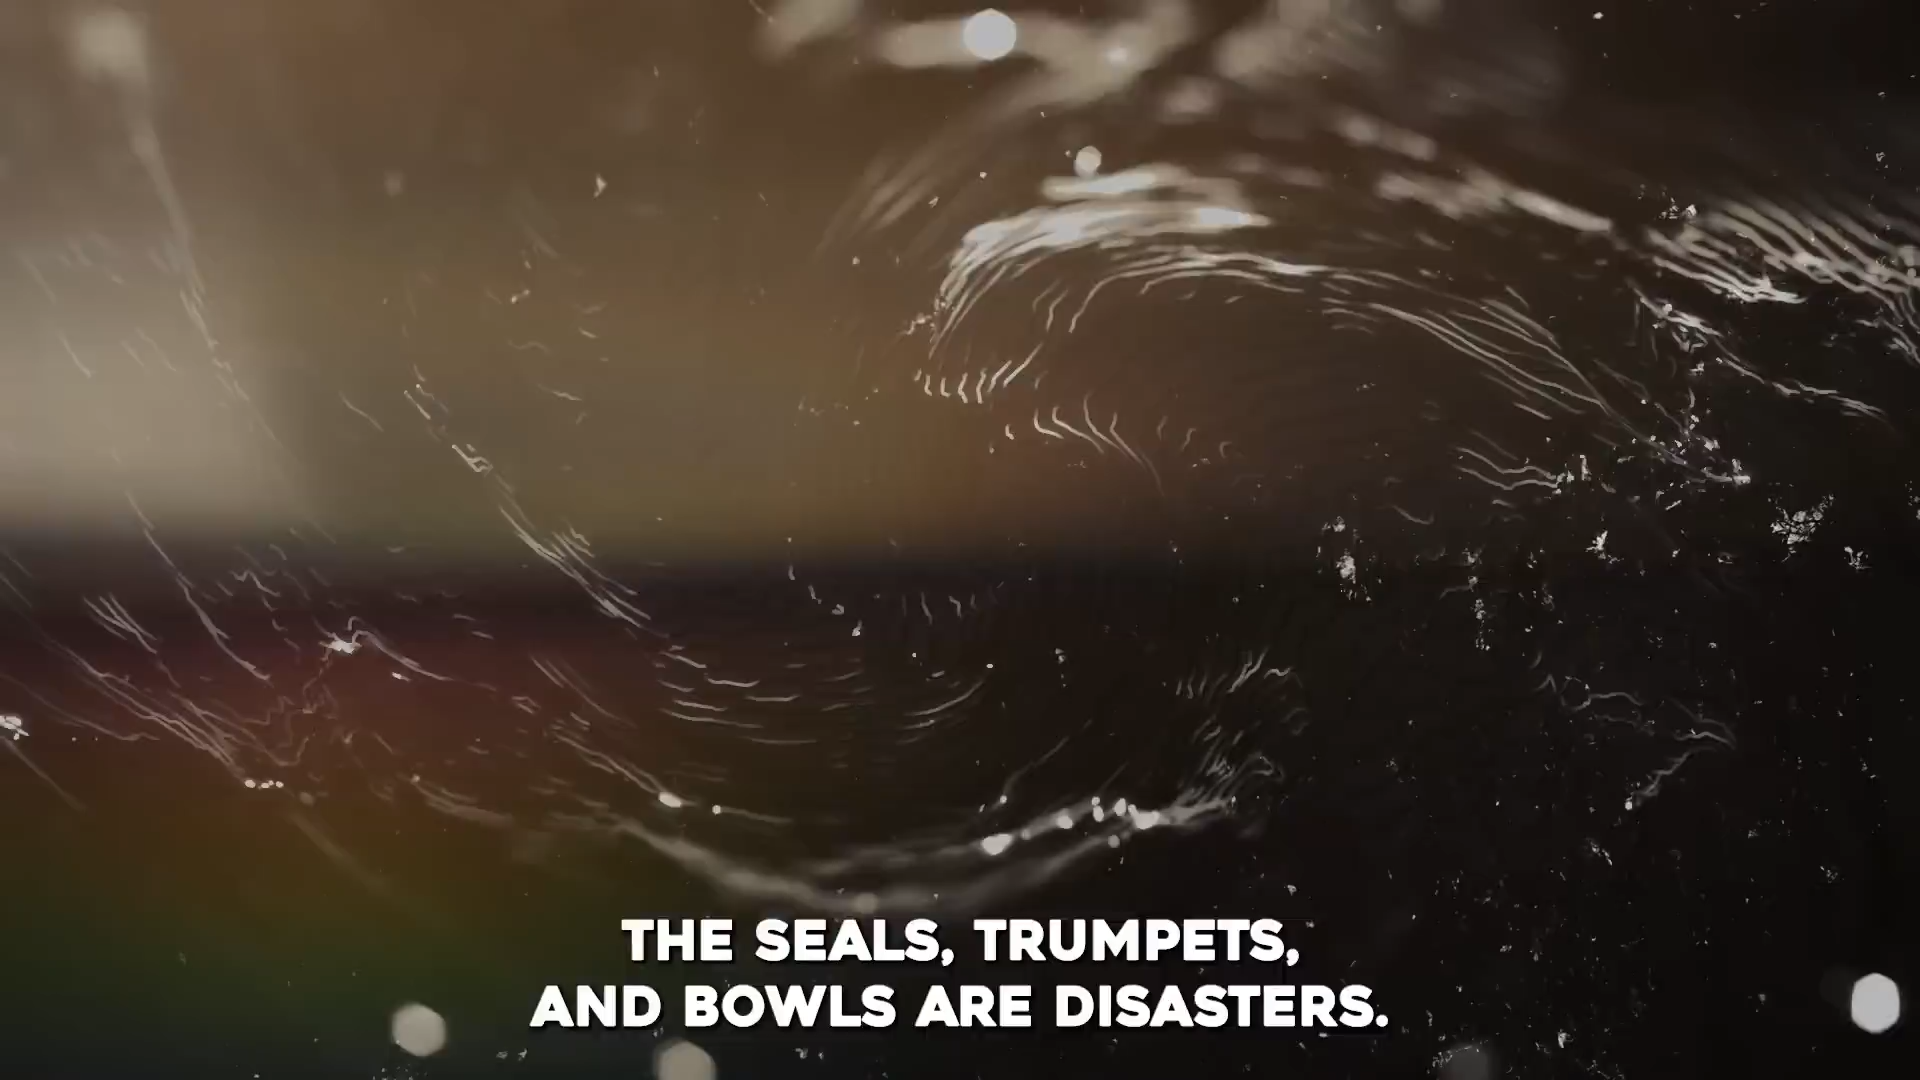 THE SEALS, TRUMPETS,
AND BOWLS ARE DISASTERS.